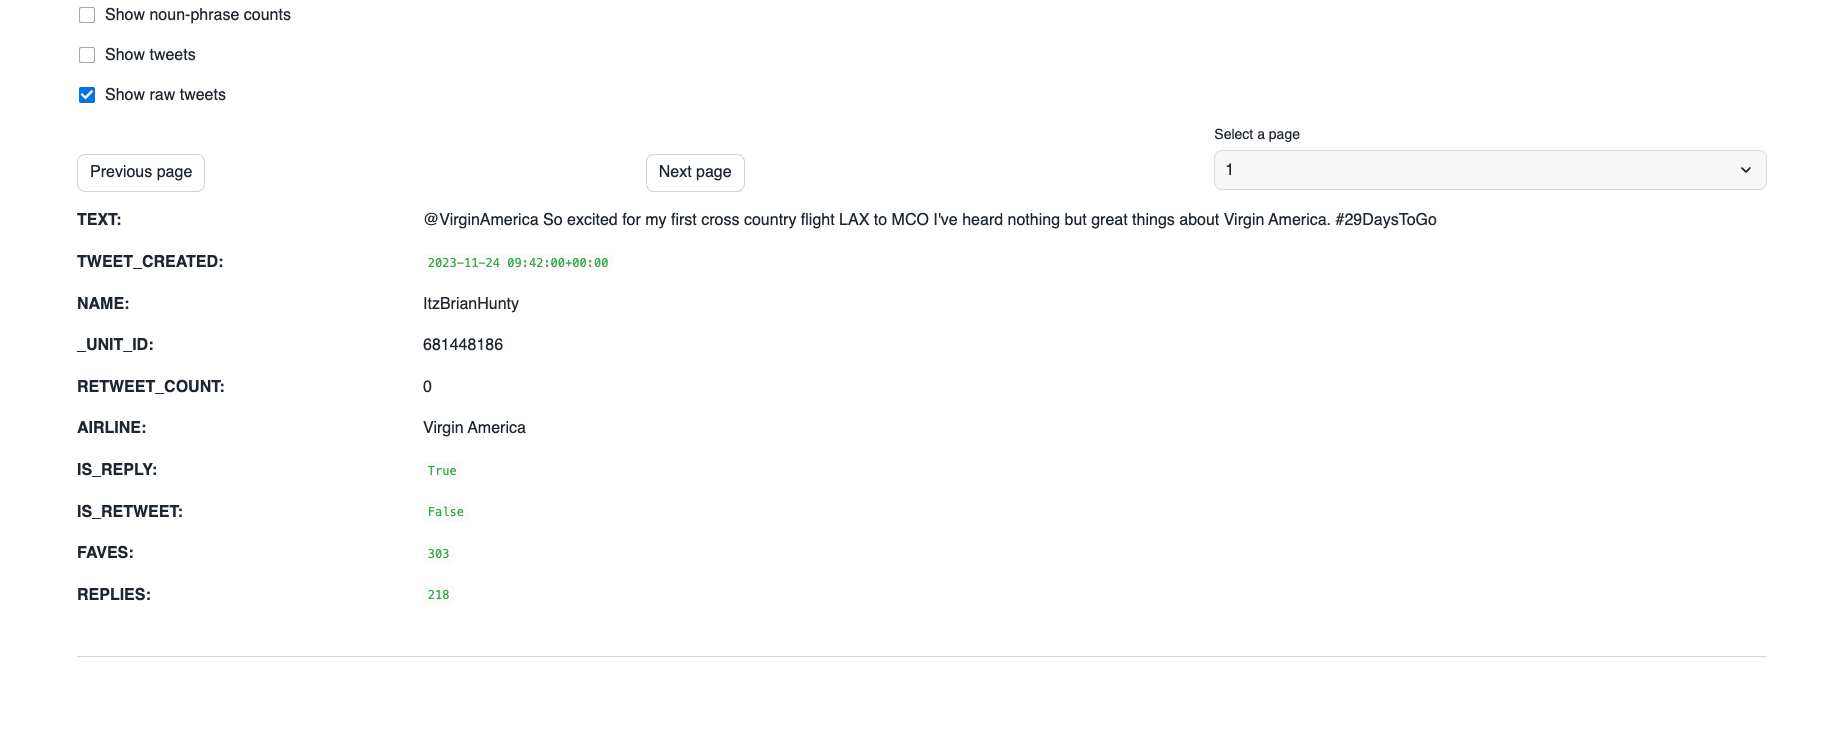 Show noun-phrase counts
Show tweets
Show raw tweets
Select a page
Previous page Next page 1
TEXT: @VirginAmerica So excited for my first cross country flight LAX to MCO I've heard nothing but great things about Virgin America. #29DaysToGo
TWEET_CREATED: 2023-11-24 09:42:00+00:00
NAME: ItzBrianHunty
_UNIT_ID: 681448186
RETWEET_COUNT: 0
AIRLINE: Virgin America
IS_REPLY: True
IS_RETWEET: False
FAVES: 303
REPLIES: 218